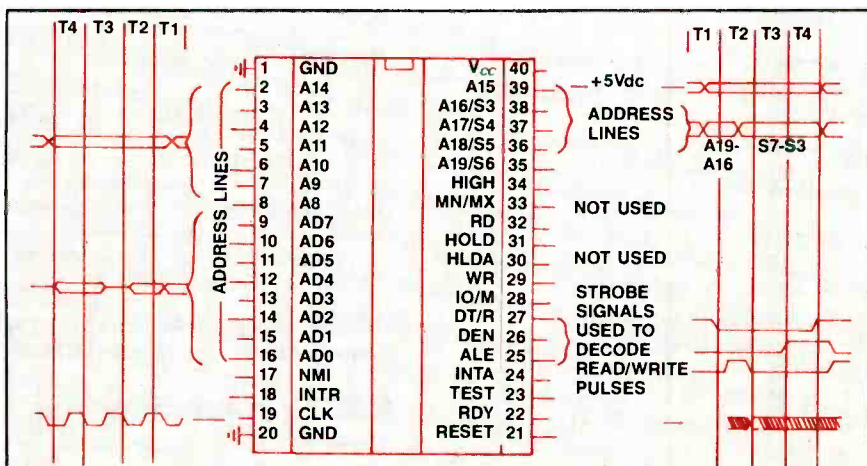 T4 T3 T2 T1
T1 T2 T3 T4
1 GND VCC 40
+5Vdc
2 A14 A15 39
3 A13 A16/S3 38
4 A12 A17/S4 37
5 A11 A18/S5 36
6 A10 A19/S6 35
7 A9 HIGH 34
8 A8 MN/MX 33
9 AD7 RD 32
10 AD6 HOLD 31
11 AD5 HLDA 30
12 AD4 WR 29
13 AD3 IO/M 28
14 AD2 DT/R 27
15 AD1 DEN 26
16 AD0 ALE 25
17 NMI INTA 24
18 INTR TEST 23
19 CLK RDY 22
20 GND RESET 21
ADDRESS LINES
ADDRESS
LINES
A19-
A16
S7-S3
NOT USED
NOT USED
STROBE
SIGNALS
USED TO
DECODE
READ/WRITE
PULSES